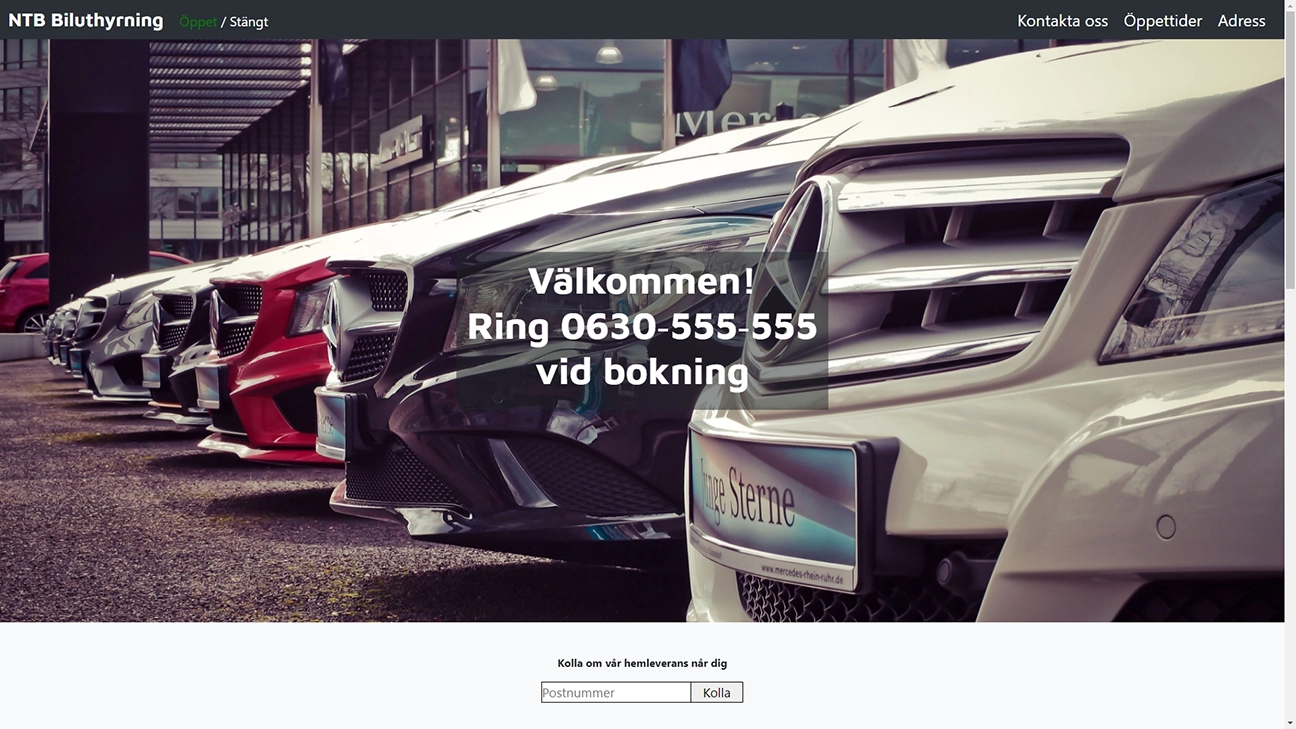 NTB Biluthyrning
Öppet / Stängt
Kontakta oss
Öppettider
Adress
Välkommen!
Ring 0630-555-555
vid bokning
Junge Sterne
www.mercedes-rhein-ruhr.de
Kolla om vår hemleverans når dig
Postnummer
Kolla